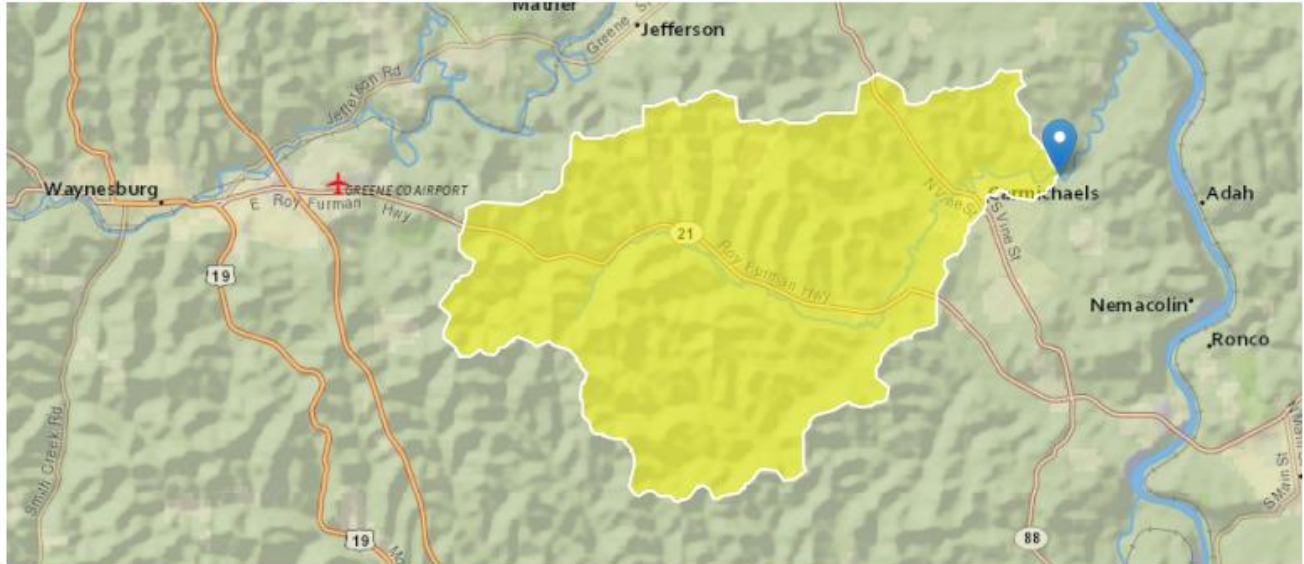 Mather
Jefferson
Greene S
Jefferson Rd
Waynesburg
GREENE CO AIRPORT
E Roy Furman Hwy
19
21
Roy Furman Hwy
N Vine St
Carmichaels
S Vine St
Adah
Nemacolin
Ronco
Smith Creek Rd
19
88
S Main St